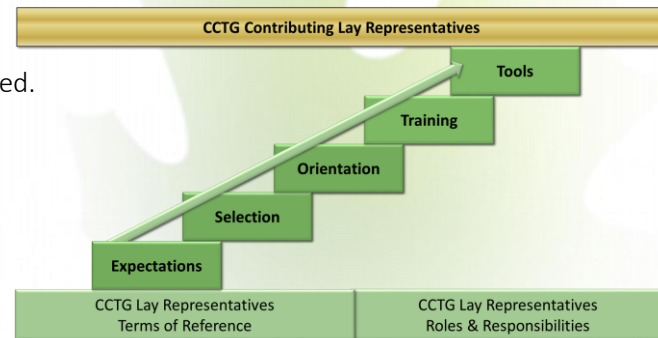 CCTG Contributing Lay Representatives
ed.
Tools
Training
Orientation
Selection
Expectations
CCTG Lay Representatives
Terms of Reference
CCTG Lay Representatives
Roles & Responsibilities